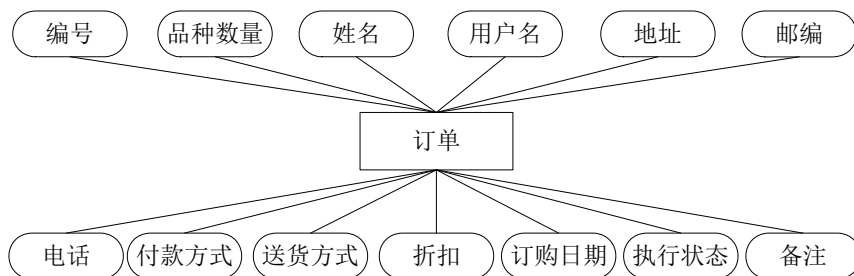 编号 品种数量 姓名 用户名 地址 邮编
订单
电话 付款方式 送货方式 折扣 订购日期 执行状态 备注